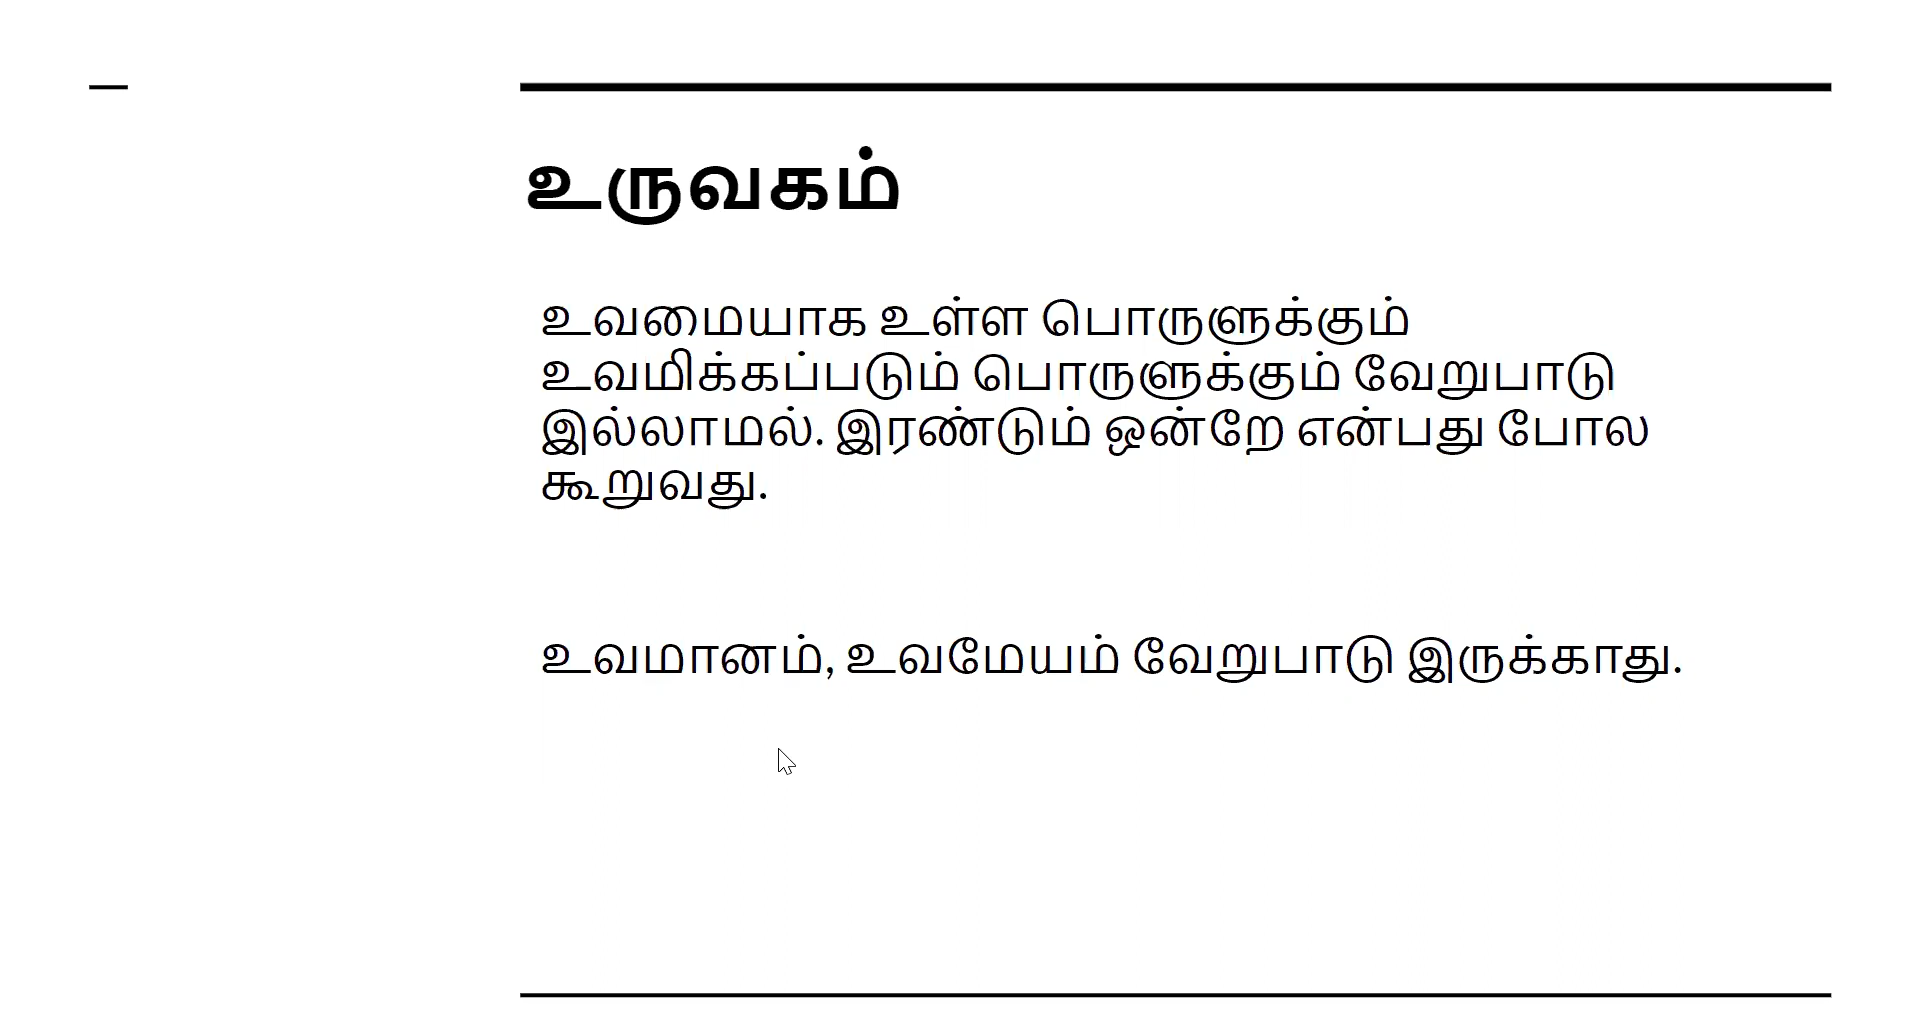 உருவகம்
உவமையாக உள்ள பொருளுக்கும்
உவமிக்கப்படும் பொருளுக்கும் வேறுபாடு
இல்லாமல். இரண்டும் ஒன்றே என்பது போல
கூறுவது.
உவமானம், உவமேயம் வேறுபாடு இருக்காது.